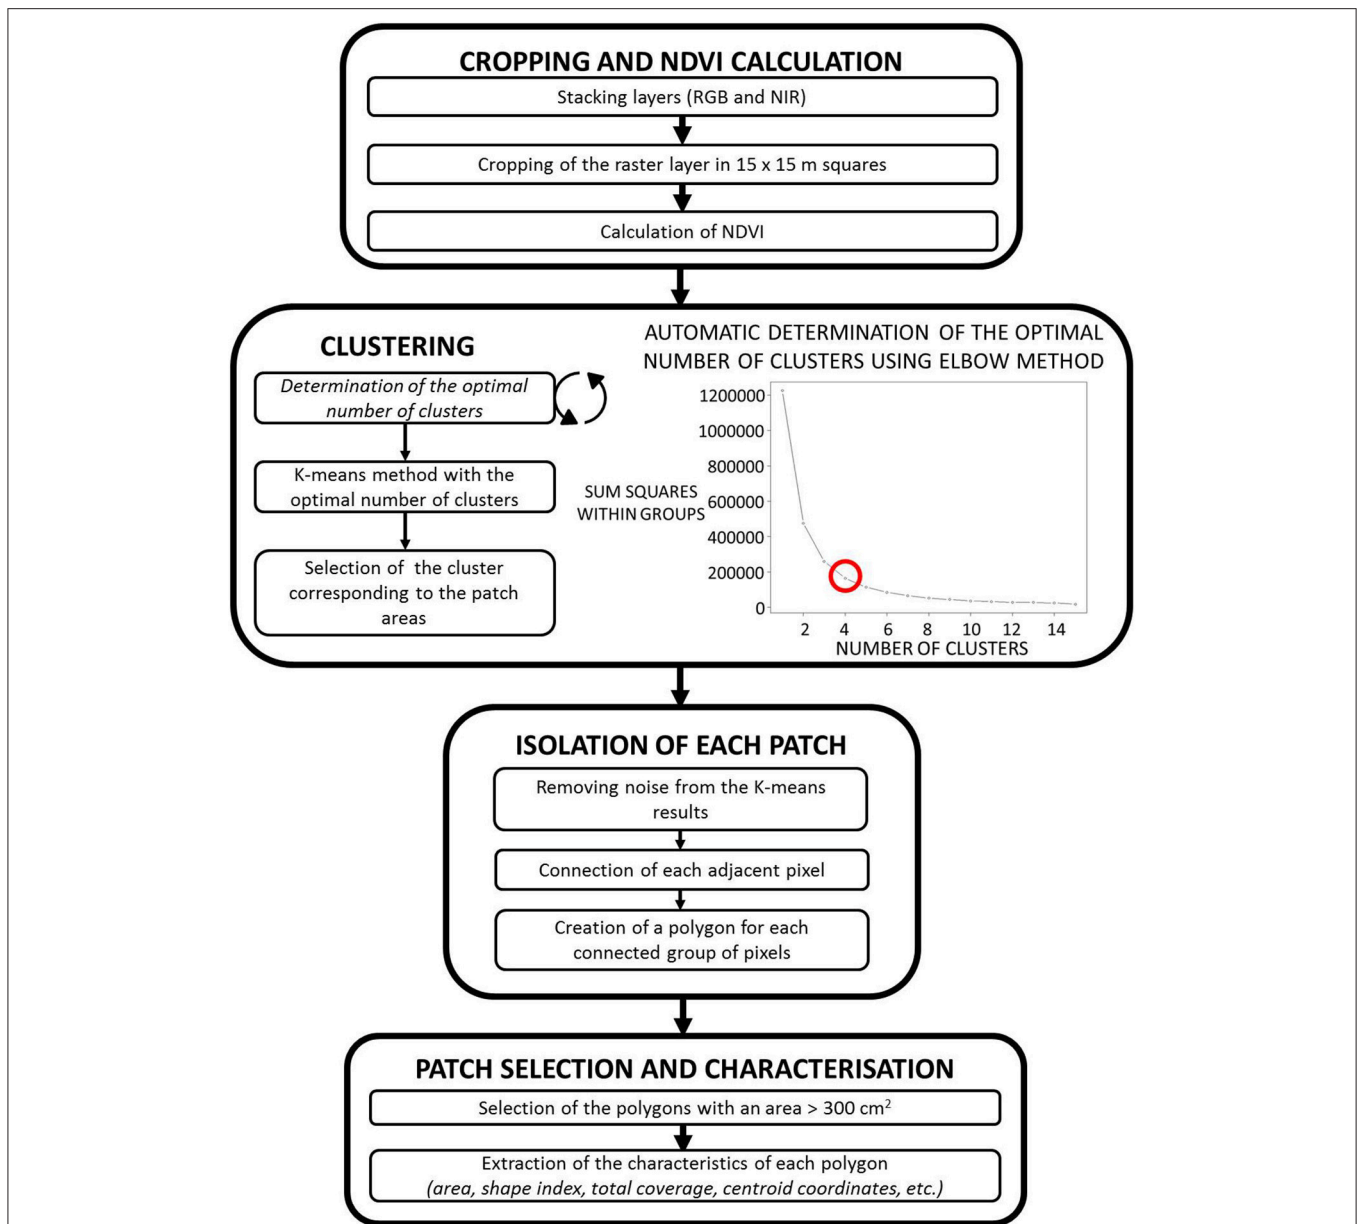 CROPPING AND NDVI CALCULATION
Stacking layers (RGB and NIR)
Cropping of the raster layer in 15 x 15 m squares
Calculation of NDVI
CLUSTERING
Determination of the optimal
number of clusters
K-means method with the
optimal number of clusters
Selection of the cluster
corresponding to the patch
areas
AUTOMATIC DETERMINATION OF THE OPTIMAL
NUMBER OF CLUSTERS USING ELBOW METHOD
SUM SQUARES
WITHIN GROUPS
1200000
1000000
800000
600000
400000
200000
0
2 4 6 8 10 12 14
NUMBER OF CLUSTERS
ISOLATION OF EACH PATCH
Removing noise from the K-means
results
Connection of each adjacent pixel
Creation of a polygon for each
connected group of pixels
PATCH SELECTION AND CHARACTERISATION
Selection of the polygons with an area > 300 cm²
Extraction of the characteristics of each polygon
(area, shape index, total coverage, centroid coordinates, etc.)